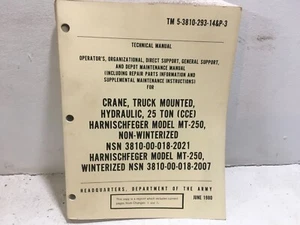 TM 5-3810-293-14&P-3
TECHNICAL MANUAL
OPERATOR'S, ORGANIZATIONAL, DIRECT SUPPORT, GENERAL SUPPORT,
AND DEPOT MAINTENANCE MANUAL
(INCLUDING REPAIR PARTS INFORMATION AND
SUPPLEMENTAL MAINTENANCE INSTRUCTIONS)
FOR
CRANE, TRUCK MOUNTED,
HYDRAULIC, 25 TON (CCE)
HARNISCHFEGER MODEL MT-250,
NON-WINTERIZED
NSN 3810-00-018-2021
HARNISCHFEGER MODEL MT-250,
WINTERIZED NSN 3810-00-018-2007
HEADQUARTERS, DEPARTMENT OF THE ARMY
JUNE 1980